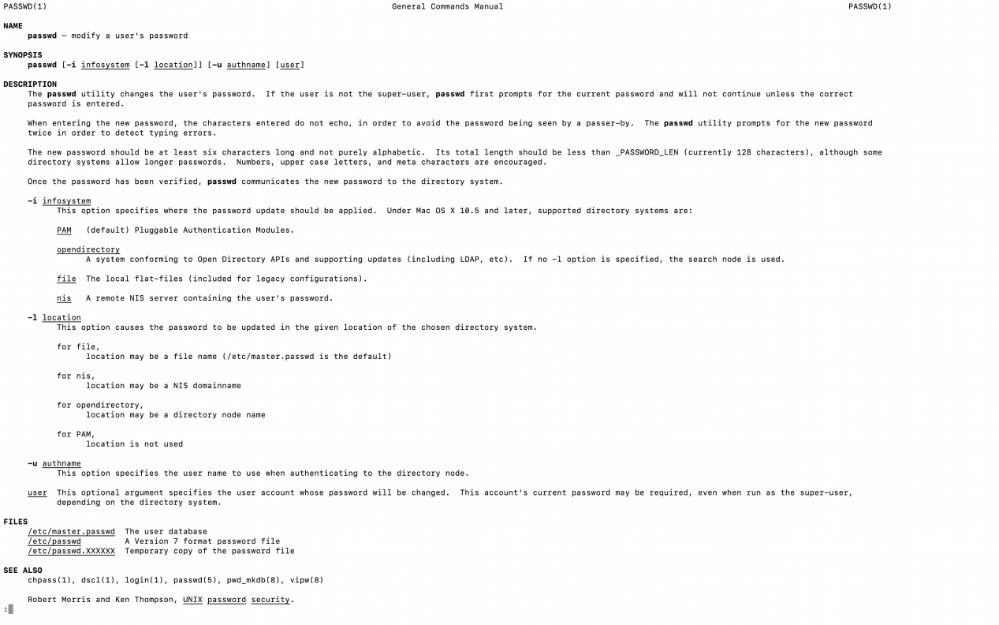 PASSWD(1) General Commands Manual PASSWD(1)
NAME
passwd – modify a user's password
SYNOPSIS
passwd [-i infosystem [-l location]] [-u authname] [user]
DESCRIPTION
The passwd utility changes the user's password. If the user is not the super-user, passwd first prompts for the current password and will not continue unless the correct
password is entered.
When entering the new password, the characters entered do not echo, in order to avoid the password being seen by a passer-by. The passwd utility prompts for the new password
twice in order to detect typing errors.
The new password should be at least six characters long and not purely alphabetic. Its total length should be less than _PASSWORD_LEN (currently 128 characters), although some
directory systems allow longer passwords. Numbers, upper case letters, and meta characters are encouraged.
Once the password has been verified, passwd communicates the new password to the directory system.
-i infosystem
This option specifies where the password update should be applied. Under Mac OS X 10.5 and later, supported directory systems are:
PAM (default) Pluggable Authentication Modules.
opendirectory
A system conforming to Open Directory APIs and supporting updates (including LDAP, etc). If no -l option is specified, the search node is used.
file The local flat-files (included for legacy configurations).
nis A remote NIS server containing the user's password.
-l location
This option causes the password to be updated in the given location of the chosen directory system.
for file,
location may be a file name (/etc/master.passwd is the default)
for nis,
location may be a NIS domainname
for opendirectory,
location may be a directory node name
for PAM,
location is not used
-u authname
This option specifies the user name to use when authenticating to the directory node.
user This optional argument specifies the user account whose password will be changed. This account's current password may be required, even when run as the super-user,
depending on the directory system.
FILES
/etc/master.passwd The user database
/etc/passwd A Version 7 format password file
/etc/passwd.XXXXXX Temporary copy of the password file
SEE ALSO
chpass(1), dscl(1), login(1), passwd(5), pwd_mkdb(8), vipw(8)
Robert Morris and Ken Thompson, UNIX password security.
: